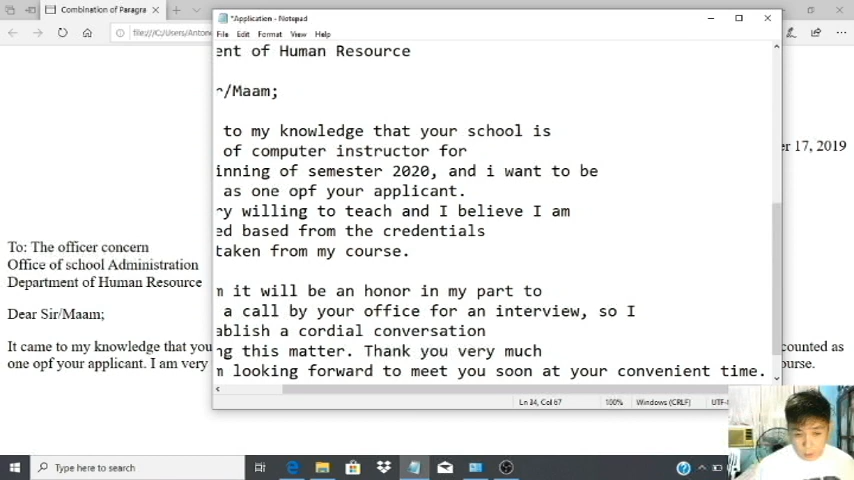 Combination of Paragra
file:///C:/Users/Antone
*Application - Notepad
File Edit Format View Help
ent of Human Resource
/Maam;
to my knowledge that your school is
of computer instructor for
inning of semester 2020, and i want to be
as one opf your applicant.
ry willing to teach and I believe I am
ed based from the credentials
taken from my course.
it will be an honor in my part to
a call by your office for an interview, so I
ablish a cordial conversation
ng this matter. Thank you very much
looking forward to meet you soon at your convenient time.
Ln 34, Col 67 100% Windows (CRLF) UTF-
er 17, 2019
To: The officer concern
Office of school Administration
Department of Human Resource
Dear Sir/Maam;
It came to my knowledge that you
counted as
one opf your applicant. I am very
ourse.
Type here to search